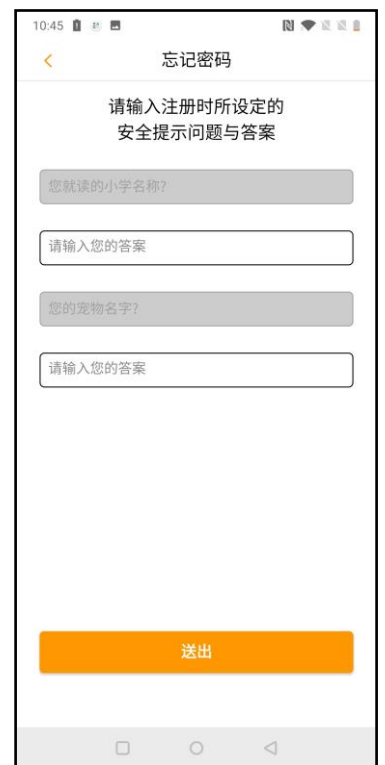 10:45
忘记密码
请输入注册时所设定的
安全提示问题与答案
您就读的小学名称?
请输入您的答案
您的宠物名字?
请输入您的答案
送出